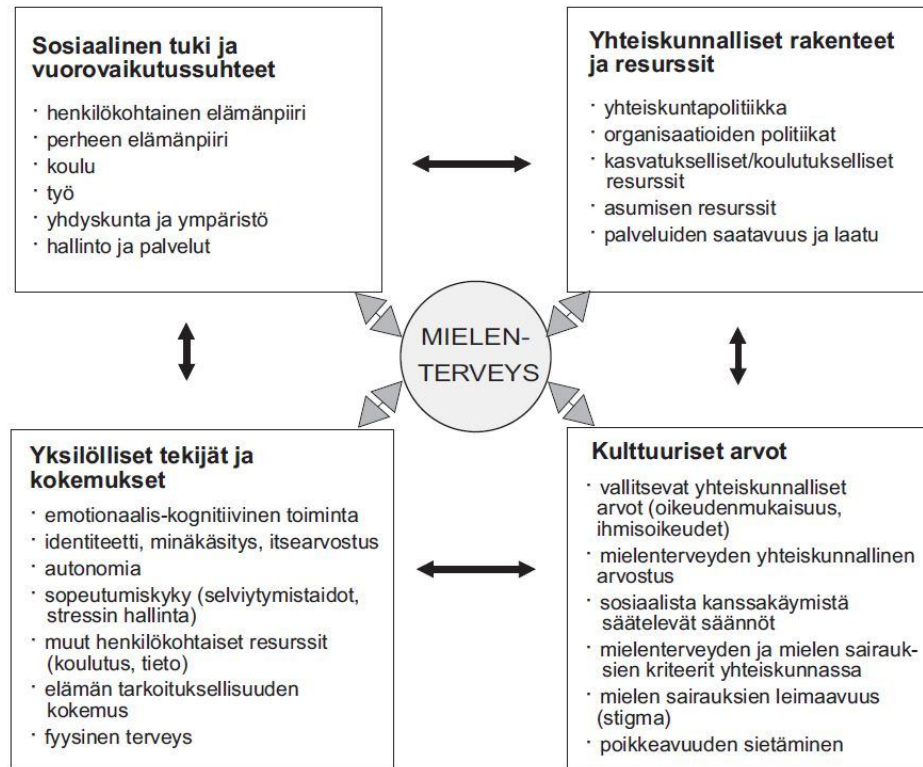 Sosiaalinen tuki ja
vuorovaikutussuhteet
· henkilökohtainen elämänpiiri
· perheen elämänpiiri
· koulu
· työ
· yhdyskunta ja ympäristö
· hallinto ja palvelut
Yhteiskunnalliset rakenteet
ja resurssit
· yhteiskuntapolitiikka
· organisaatioiden politiikat
· kasvatukselliset/koulutukselliset
resurssit
· asumisen resurssit
· palveluiden saatavuus ja laatu
MIELEN-
TERVEYS
Yksilölliset tekijät ja
kokemukset
· emotionaalis-kognitiivinen toiminta
· identiteetti, minäkäsitys, itsearvostus
· autonomia
· sopeutumiskyky (selviytymistaidot,
stressin hallinta)
· muut henkilökohtaiset resurssit
(koulutus, tieto)
· elämän tarkoituksellisuuden
kokemus
· fyysinen terveys
Kulttuuriset arvot
· vallitsevat yhteiskunnalliset
arvot (oikeudenmukaisuus,
ihmisoikeudet)
· mielenterveyden yhteiskunnallinen
arvostus
· sosiaalista kanssakäymistä
säätelevät säännöt
· mielenterveyden ja mielen sairauk-
sien kriteerit yhteiskunnassa
· mielen sairauksien leimaavuus
(stigma)
· poikkeavuuden sietäminen